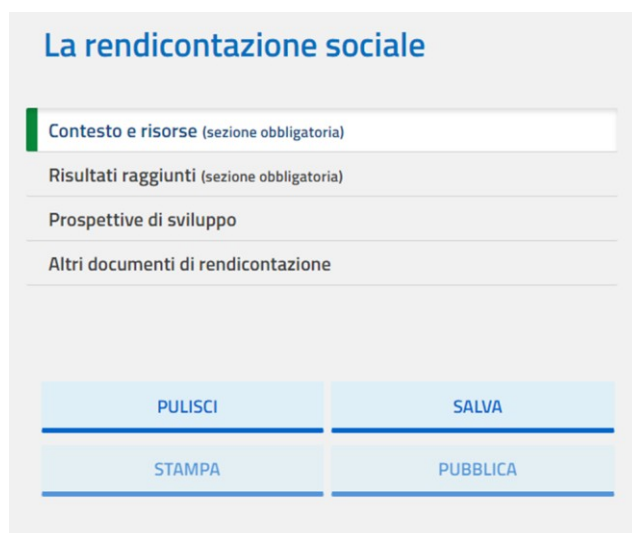 La rendicontazione sociale
Contesto e risorse (sezione obbligatoria)
Risultati raggiunti (sezione obbligatoria)
Prospettive di sviluppo
Altri documenti di rendicontazione
PULISCI
SALVA
STAMPA
PUBBLICA